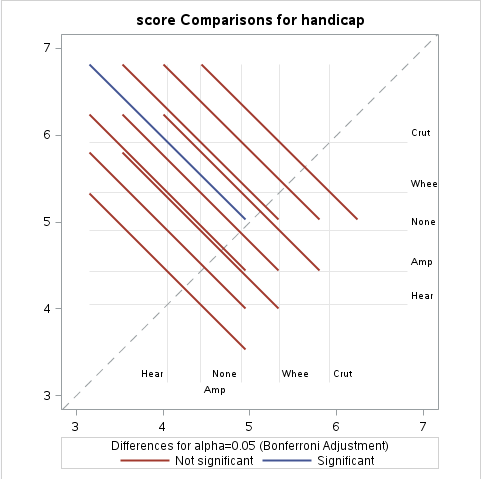 score Comparisons for handicap
7
6
5
4
3
Crut
Whee
None
Amp
Hear
Hear
None
Whee
Crut
Amp
3
4
5
6
7
Differences for alpha=0.05 (Bonferroni Adjustment)
Not significant
Significant